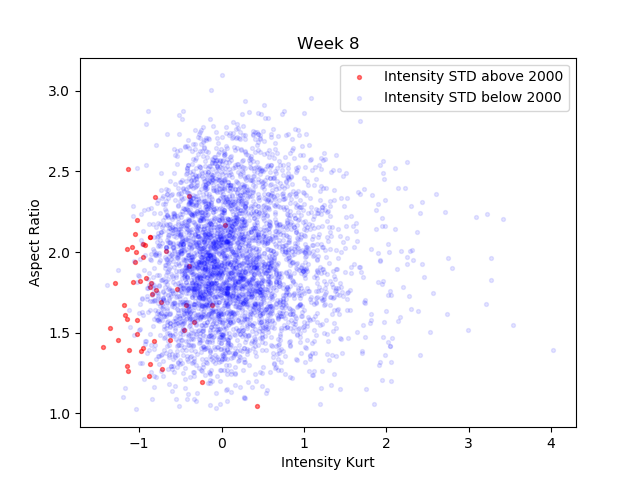 Week 8
Intensity STD above 2000
Intensity STD below 2000
Aspect Ratio
3.0
2.5
2.0
1.5
1.0
−1
0
1
2
3
4
Intensity Kurt